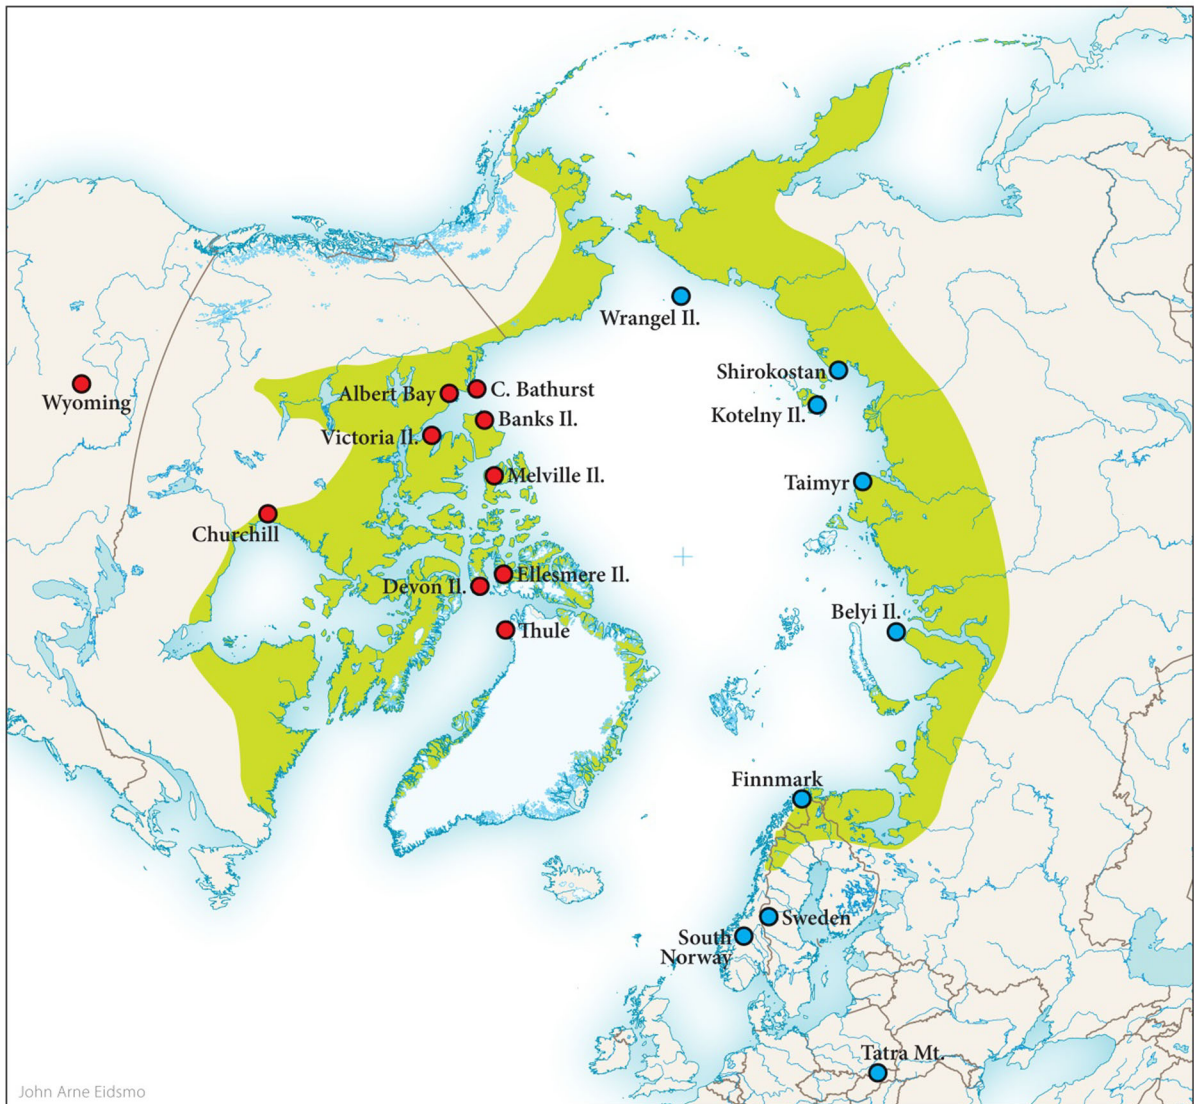 Wrangel Il.
Shirokostan
Kotelny Il.
Wyoming
Albert Bay
C. Bathurst
Banks Il.
Victoria Il.
Melville Il.
Taimyr
Churchill
Ellesmere Il.
Devon Il.
Thule
Belyi Il.
Finnmark
Sweden
South
Norway
Tatra Mt.
John Arne Eidsmo